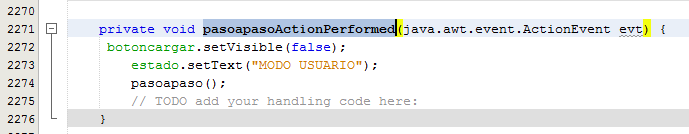 2270
2271 private void pasoapasoActionPerformed(java.awt.event.ActionEvent evt) {
2272 botoncargar.setVisible(false);
2273 estado.setText("MODO USUARIO");
2274 pasoapaso();
2275 // TODO add your handling code here:
2276 }